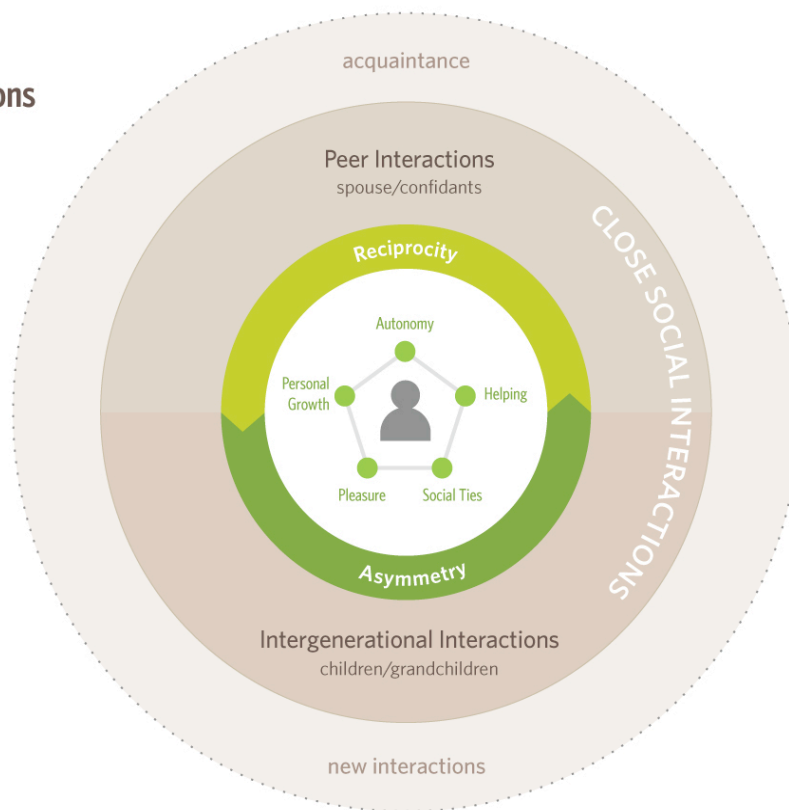 ons
acquaintance
Peer Interactions
spouse/confidants
CLOSE SOCIAL INTERACTIONS
Reciprocity
Autonomy
Personal
Growth
Helping
Pleasure
Social Ties
Asymmetry
Intergenerational Interactions
children/grandchildren
new interactions